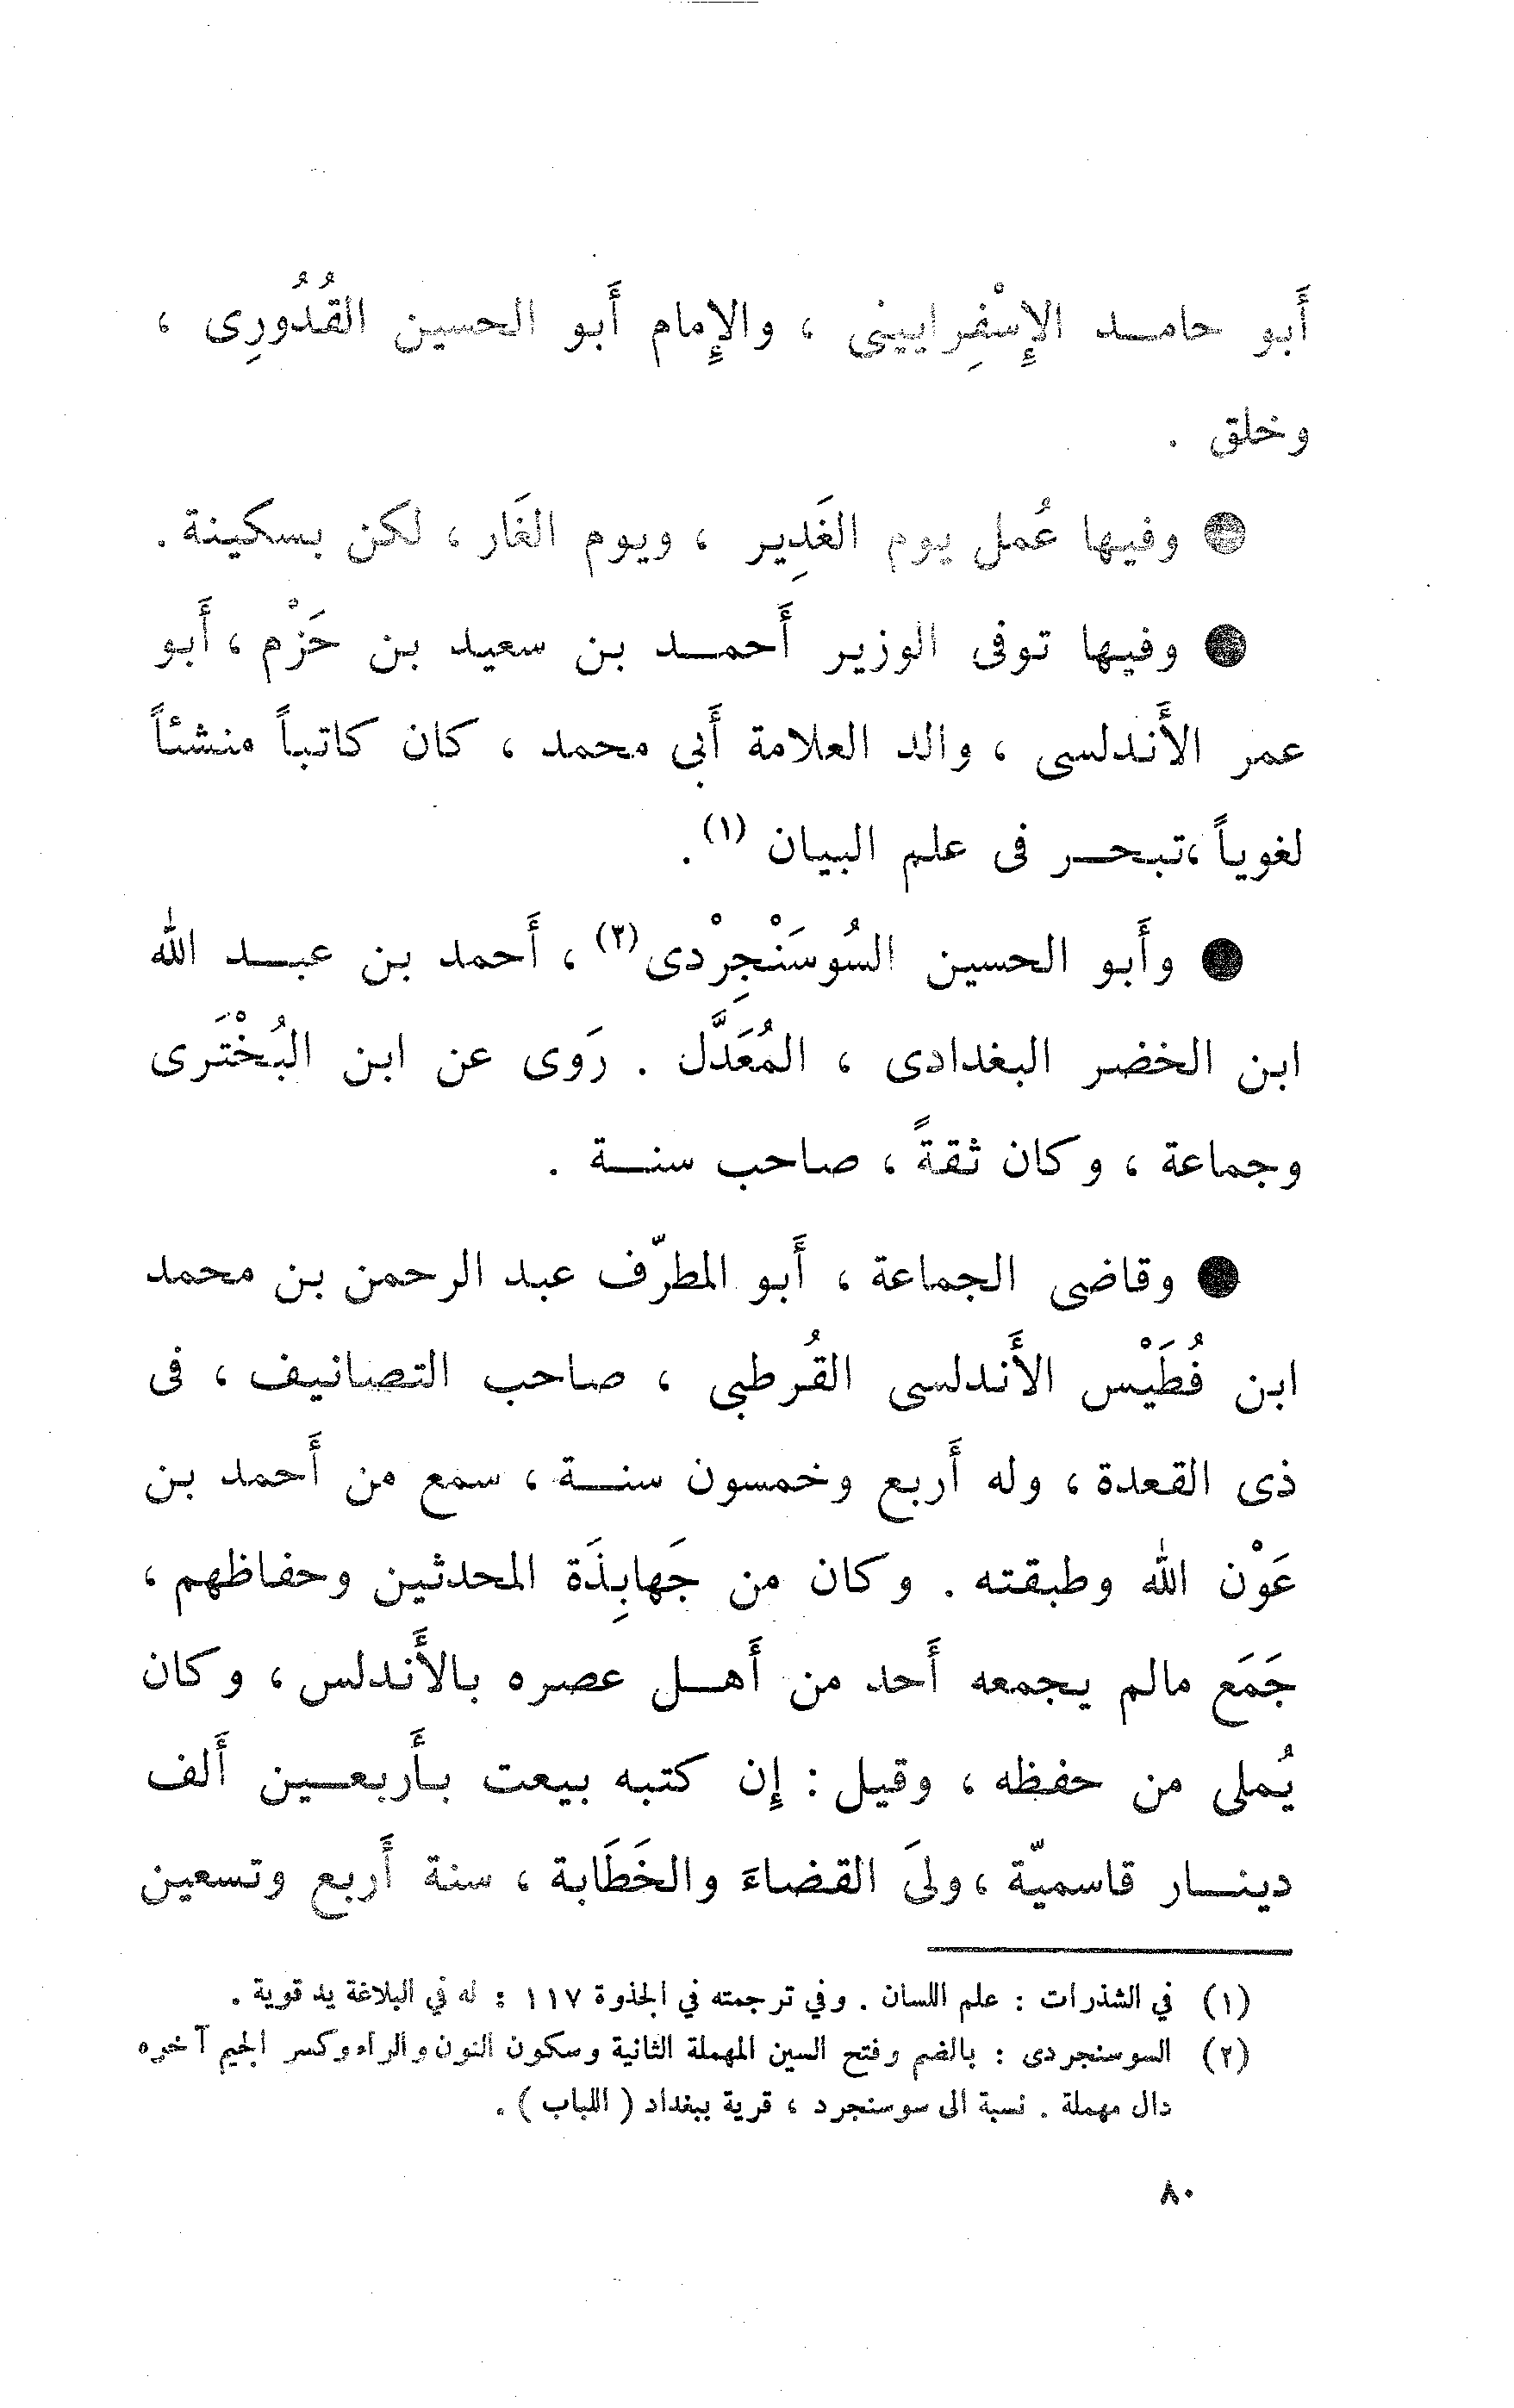 أَبو حامد الإِسْفِراييني ، والإِمام أَبو الحسين القُدُورِى ،
وخلق .
● وفيها عُمل يوم الغَدِير ، ويوم الغَار ، لكن بسكينة .
● وفيها توفى الوزير أَحمد بن سعيد بن حَزْم ، أَبو
عمر الأَندلسى ، والد العلامة أَبى محمد ، كان كاتباً منشئاً
لغوياً ، تبحر فى علم البيان (١) .
● وأَبو الحسين السُوسَنْجِرْدى (٢) ، أَحمد بن عبد الله
ابن الخضر البغدادى ، المُعَدَّل . رَوى عن ابن البُخْتَرى
وجماعة ، وكان ثقةً ، صاحب سنة .
● وقاضى الجماعة ، أَبو المطرّف عبد الرحمن بن محمد
ابن فُطَيْس الأَندلسى القُرطبى ، صاحب التصانيف ، فى
ذى القعدة ، وله أَربع وخمسون سنة ، سمع من أَحمد بن
عَوْن الله وطبقته . وكان من جَهابِذَة المحدثين وحفاظهم ،
جَمَع مالم يجمعه أَحد من أَهل عصره بالأَندلس ، وكان
يُملى من حفظه ، وقيل : إِن كتبه بيعت بأَربعين أَلف
دينار قاسميّة ، ولىَ القضاءَ والخَطَابة ، سنة أَربع وتسعين
(١) في الشذرات : علم اللسان . وفي ترجمته في الجذوة ١١٧ : له في البلاغة يد قوية .
(٢) السوسنجردى : بالضم وفتح السين المهملة الثانية وسكون النون والراء وكسر الجيم آخره
دال مهملة . نسبة الى سوسنجرد ، قرية ببغداد ( اللباب ) .
٨٠